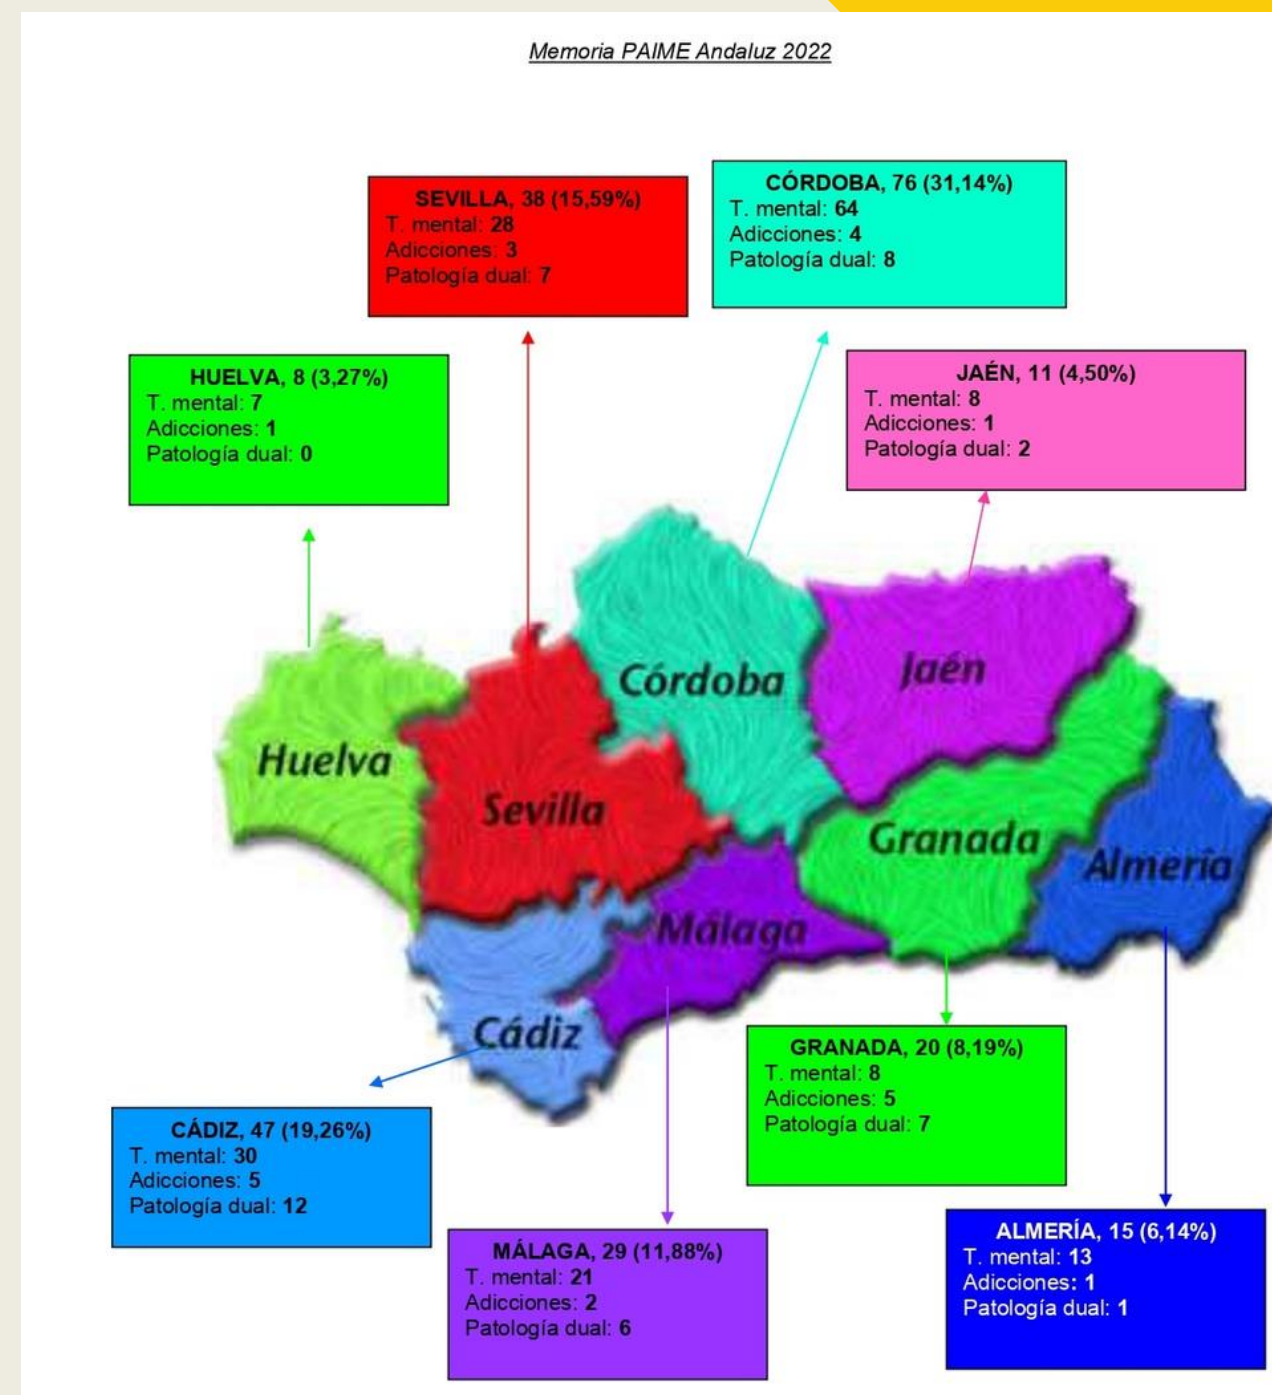 Memoria PAIME Andaluz 2022
SEVILLA, 38 (15,59%)
T. mental: 28
Adicciones: 3
Patología dual: 7
CÓRDOBA, 76 (31,14%)
T. mental: 64
Adicciones: 4
Patología dual: 8
HUELVA, 8 (3,27%)
T. mental: 7
Adicciones: 1
Patología dual: 0
JAÉN, 11 (4,50%)
T. mental: 8
Adicciones: 1
Patología dual: 2
Huelva
Sevilla
Córdoba
Jaén
Granada
Almería
Málaga
Cádiz
CÁDIZ, 47 (19,26%)
T. mental: 30
Adicciones: 5
Patología dual: 12
MÁLAGA, 29 (11,88%)
T. mental: 21
Adicciones: 2
Patología dual: 6
GRANADA, 20 (8,19%)
T. mental: 8
Adicciones: 5
Patología dual: 7
ALMERÍA, 15 (6,14%)
T. mental: 13
Adicciones: 1
Patología dual: 1